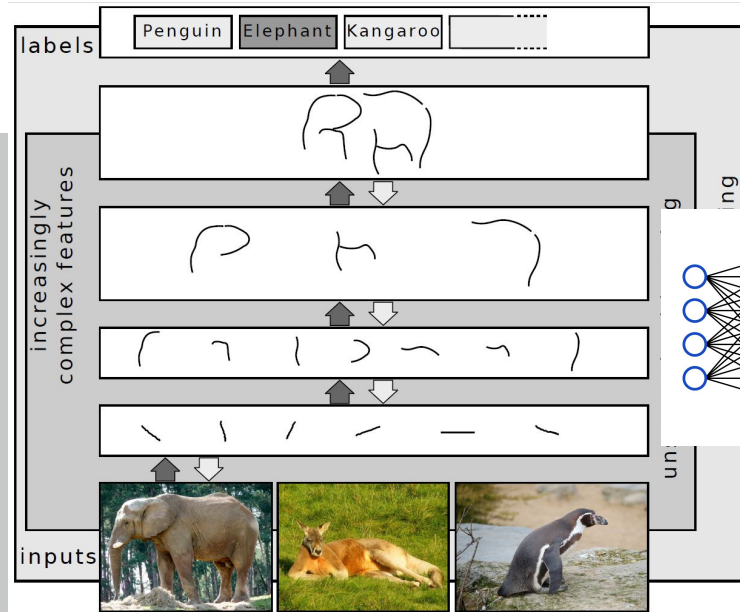 labels
Penguin
Elephant
Kangaroo
increasingly
complex features
inputs